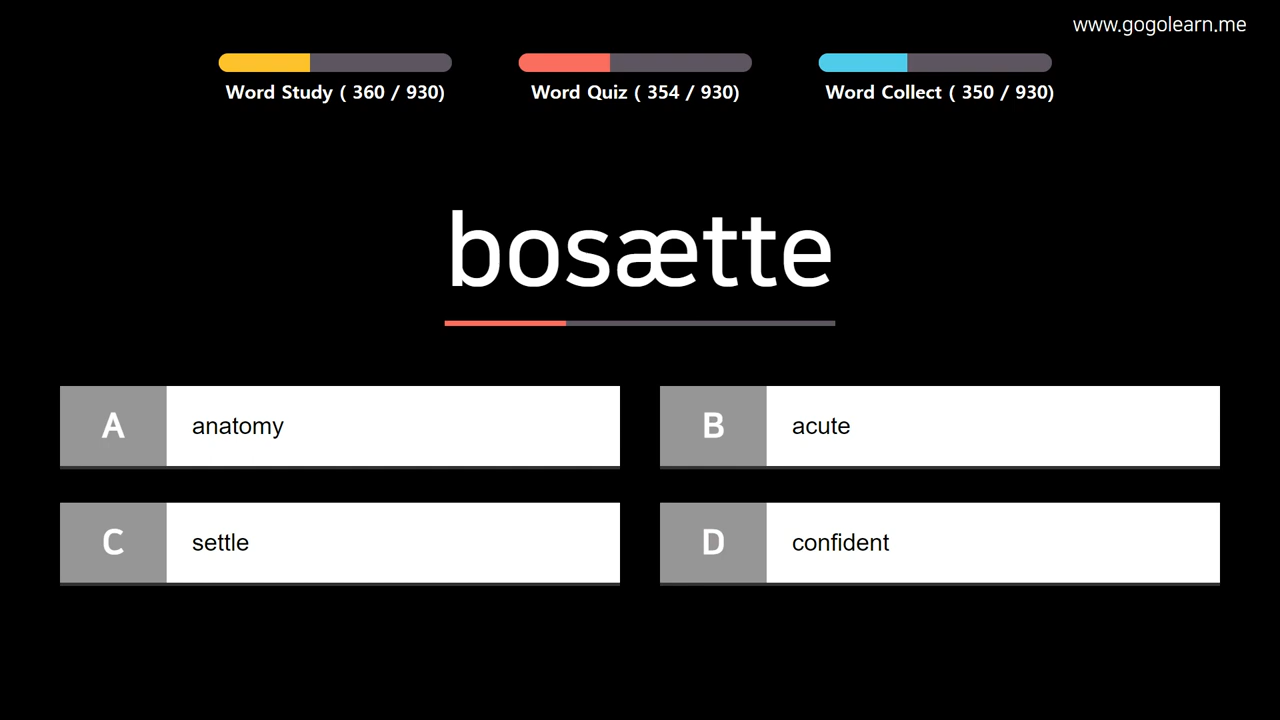 www.gogolearn.me
Word Study ( 360 / 930)
Word Quiz ( 354 / 930)
Word Collect ( 350 / 930)
bosætte
A anatomy
B acute
C settle
D confident